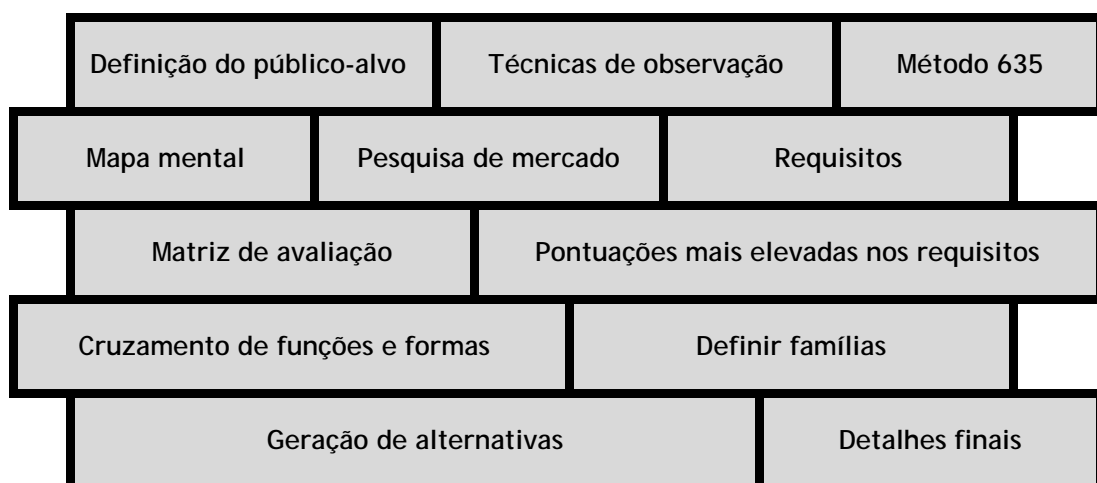 Definição do público-alvo
Técnicas de observação
Método 635
Mapa mental
Pesquisa de mercado
Requisitos
Matriz de avaliação
Pontuações mais elevadas nos requisitos
Cruzamento de funções e formas
Definir famílias
Geração de alternativas
Detalhes finais